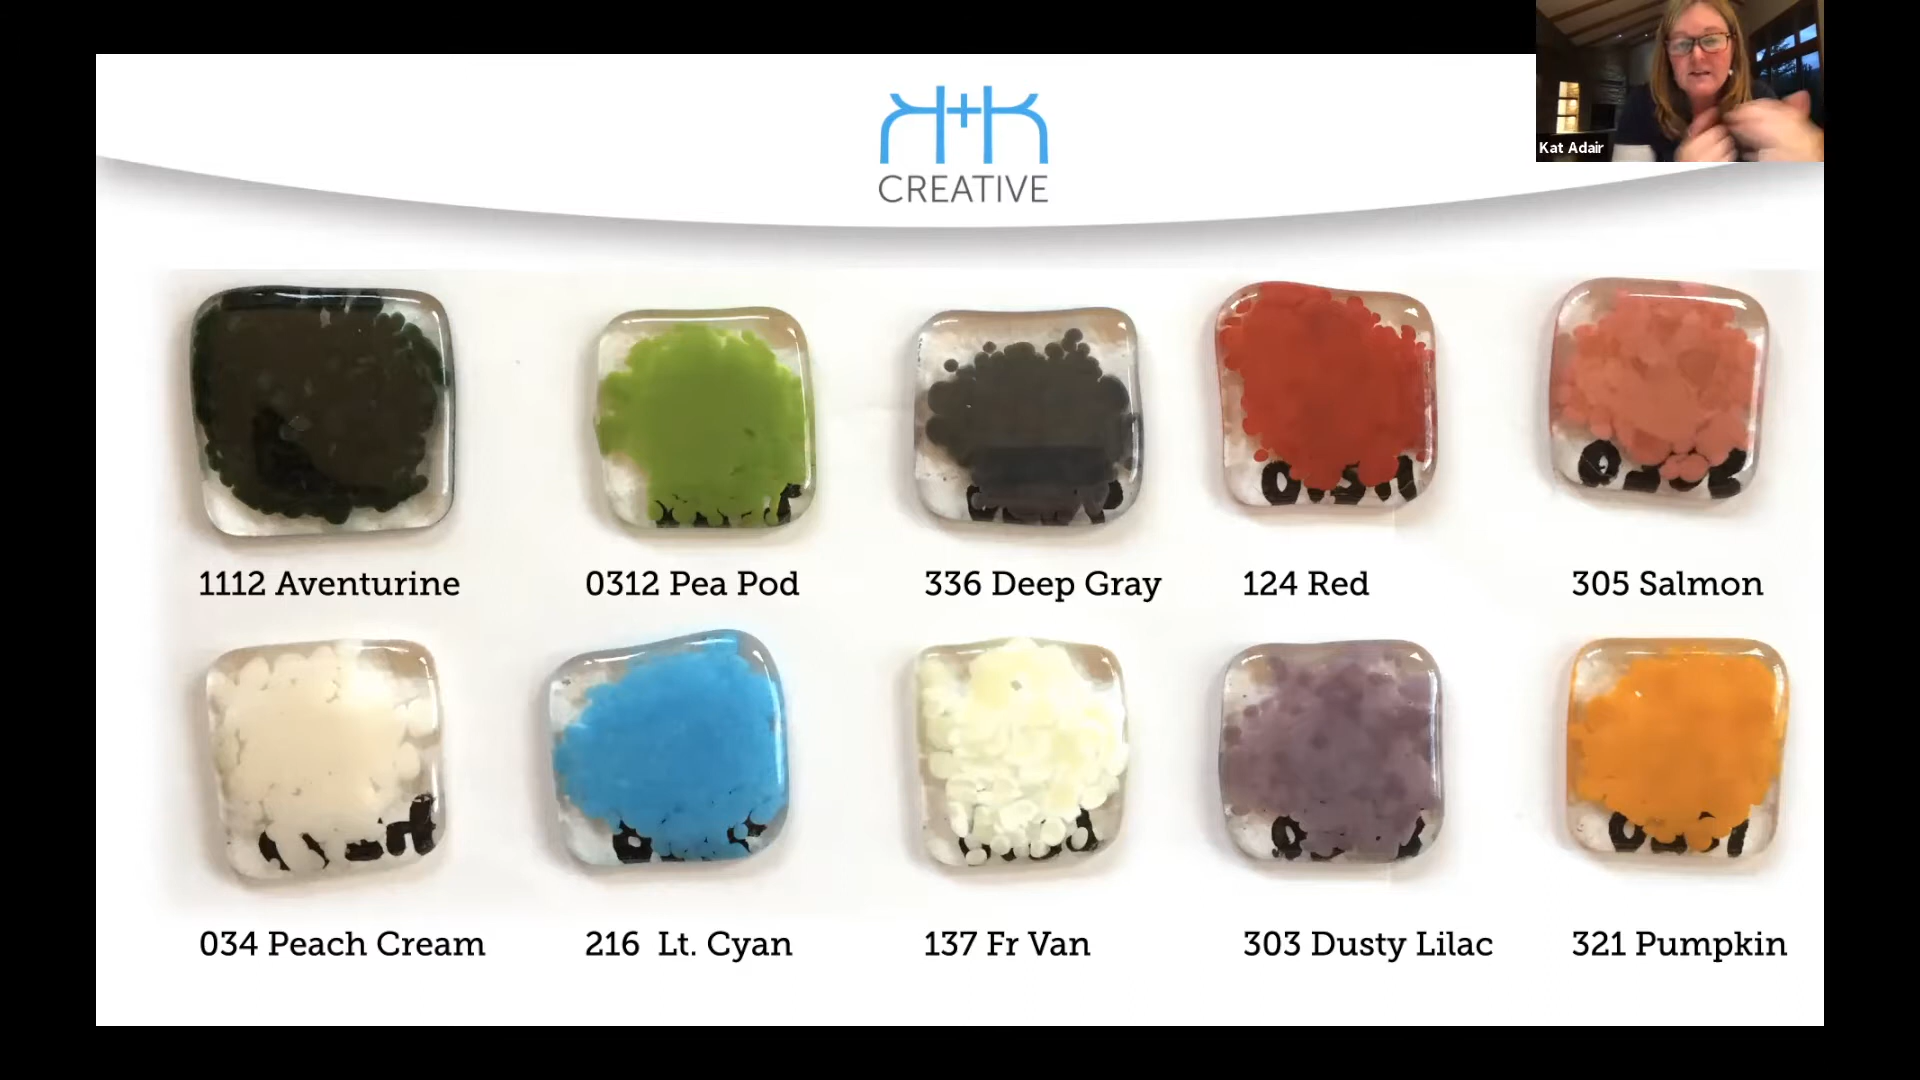 Kat Adair
K+K
CREATIVE
1112 Aventurine
0312 Pea Pod
336 Deep Gray
124 Red
305 Salmon
034 Peach Cream
216 Lt. Cyan
137 Fr Van
303 Dusty Lilac
321 Pumpkin